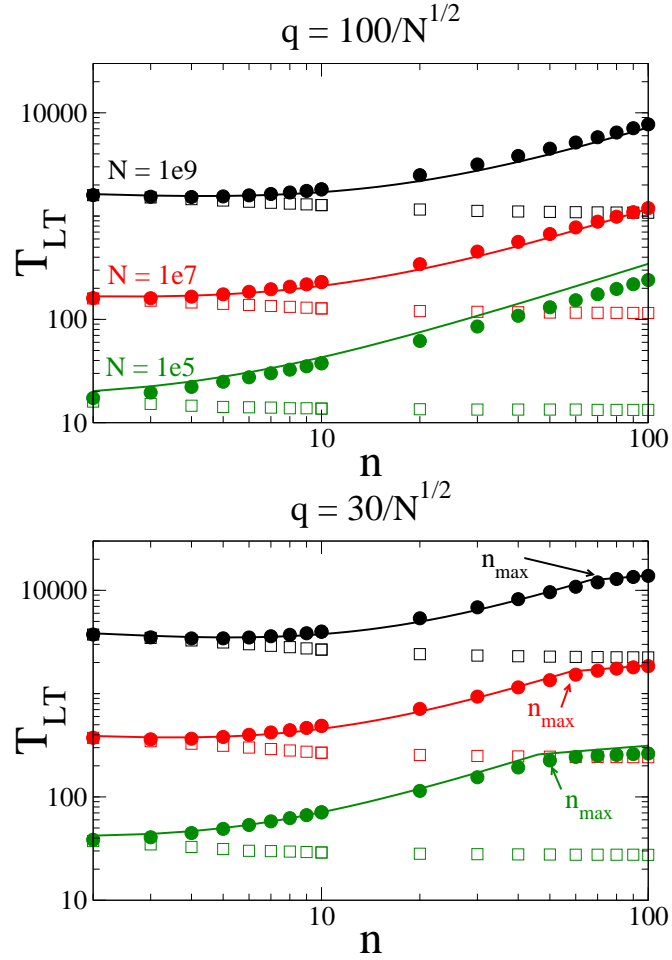 q = 100/N^1/2
10000
1000
100
10
T_LT
N = 1e9
N = 1e7
N = 1e5
10
100
n
q = 30/N^1/2
10000
1000
100
10
T_LT
n_max
n_max
n_max
10
100
n